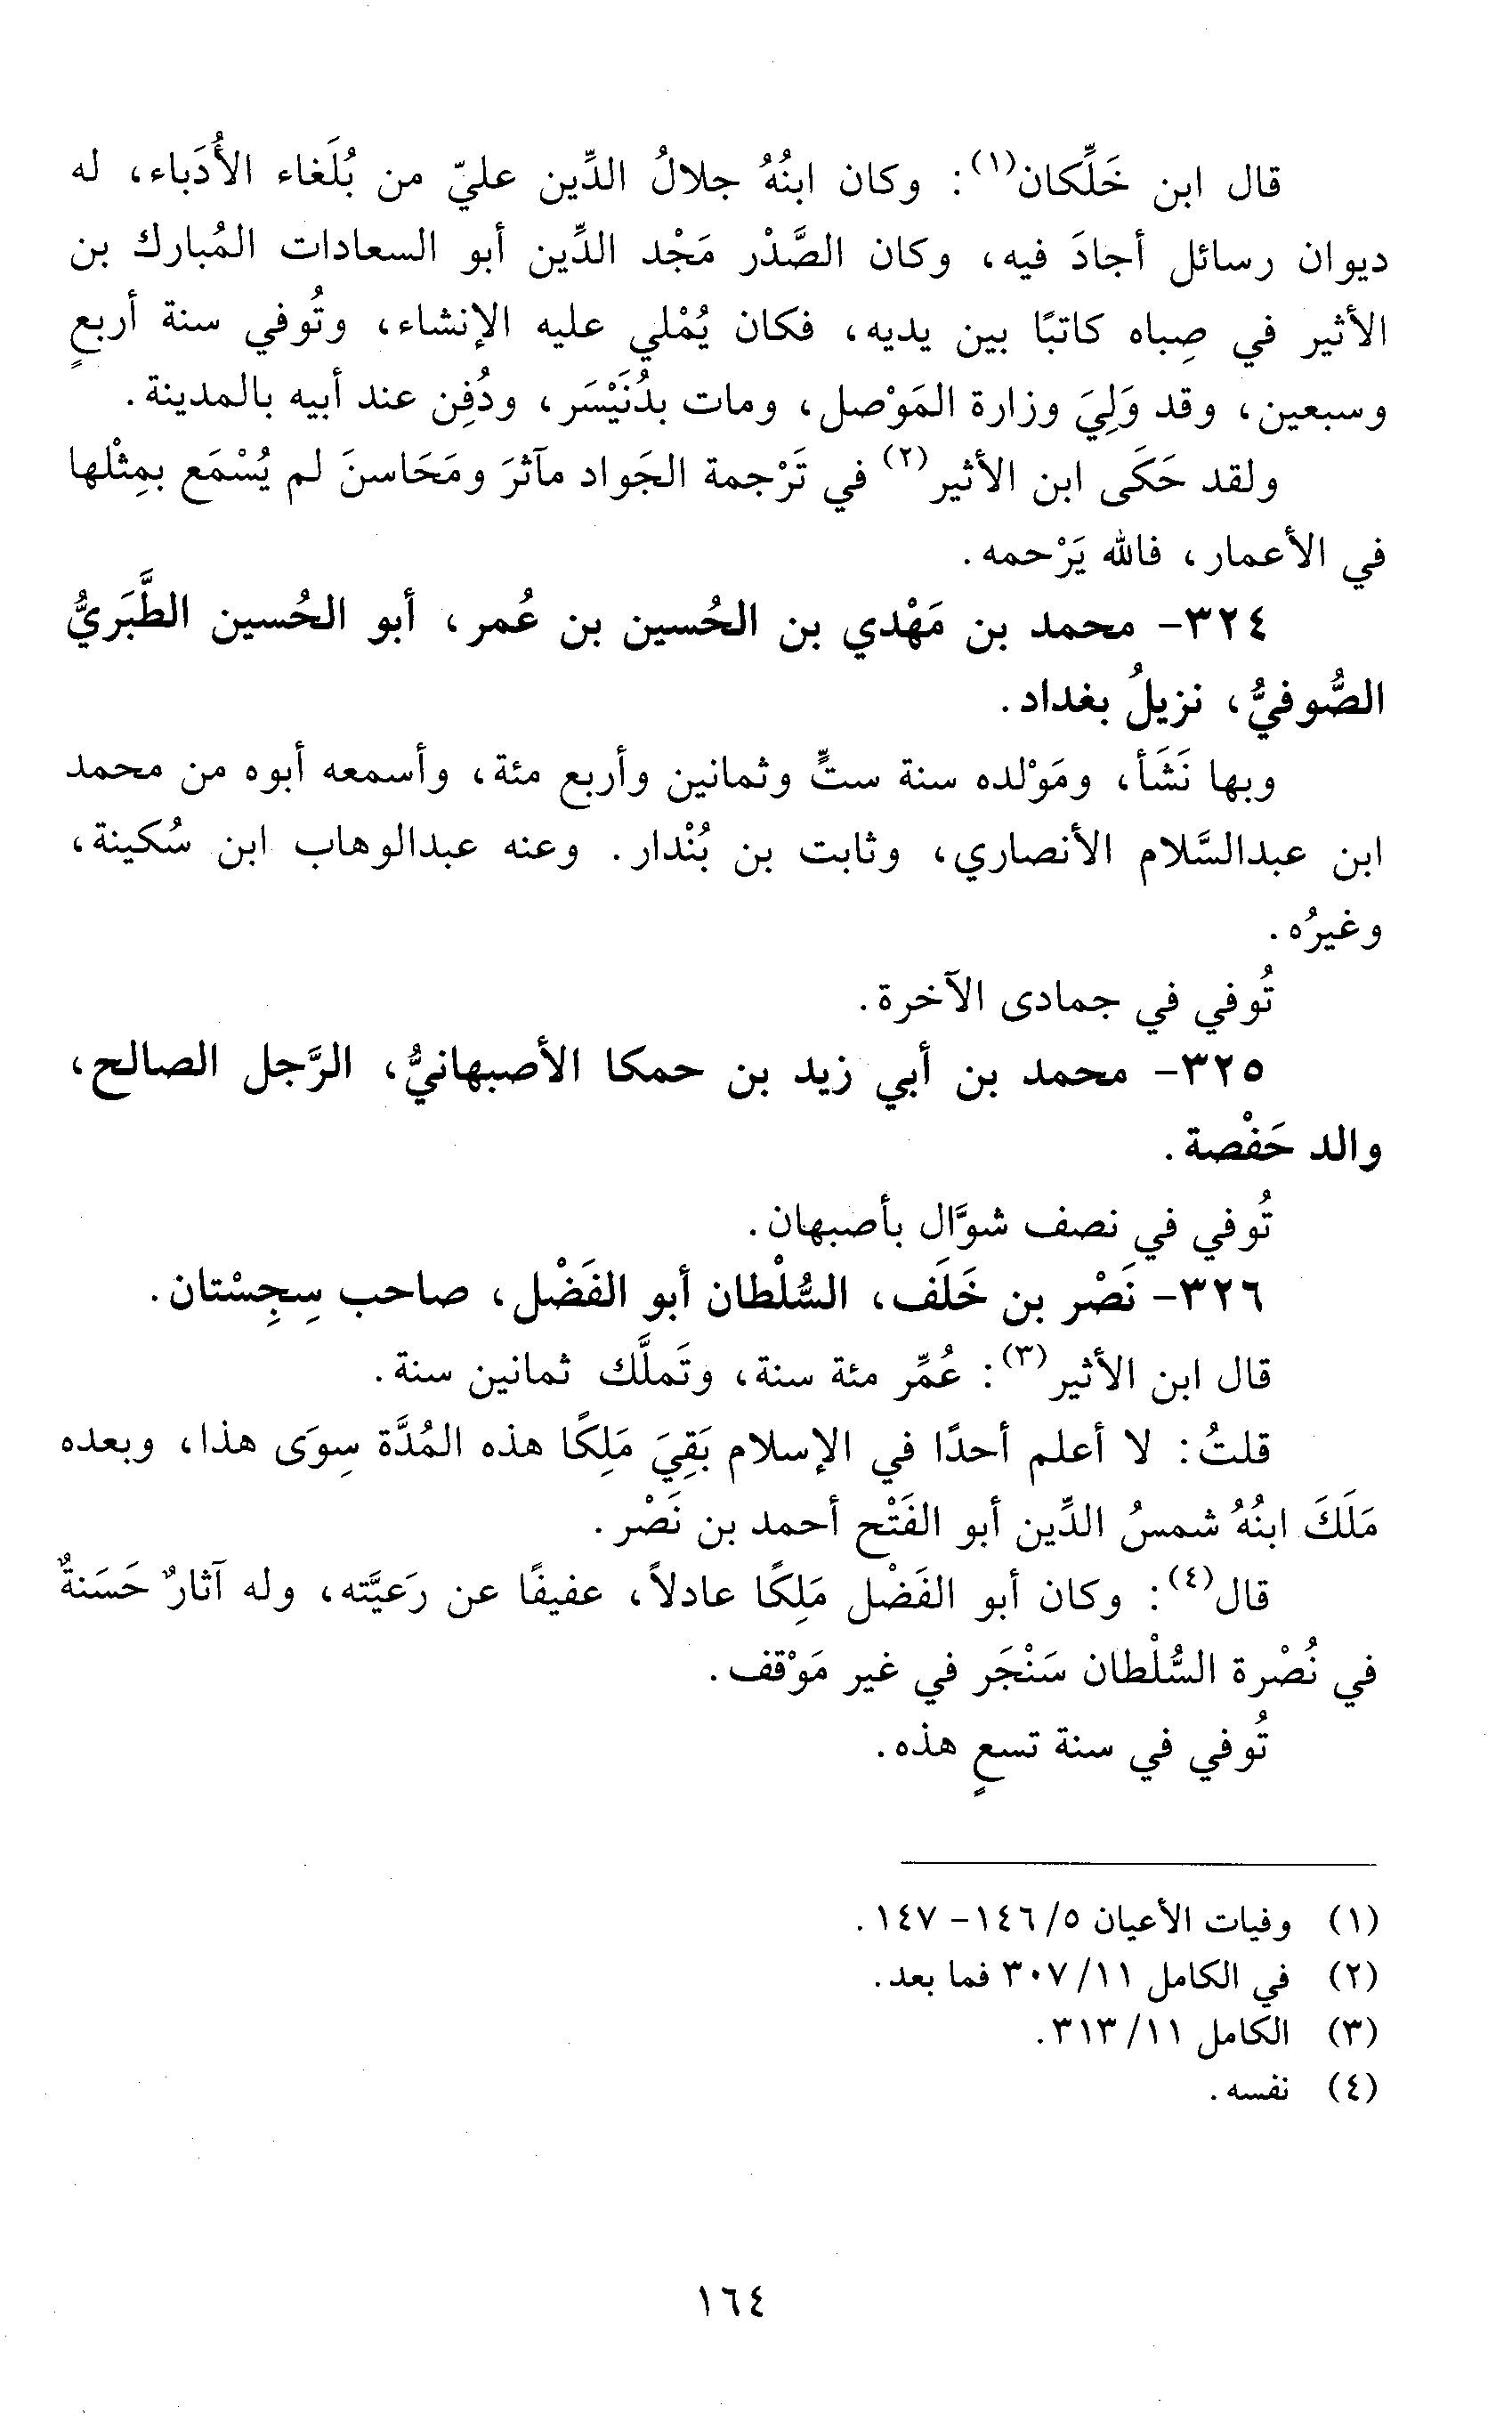 قال ابن خَلِّكان(١): وكان ابنُهُ جلالُ الدِّين عليّ من بُلَغاء الأُدَباء، له
ديوان رسائل أجادَ فيه، وكان الصَّدْر مَجْد الدِّين أبو السعادات المُبارك بن
الأثير في صِباه كاتبًا بين يديه، فكان يُمْلي عليه الإنشاء، وتُوفي سنة أربعٍ
وسبعين، وقد وَلِيَ وزارة المَوْصل، ومات بدُنَيْسَر، ودُفِن عند أبيه بالمدينة.
ولقد حَكَى ابن الأثير(٢) في تَرْجمة الجَواد مآثرَ ومَحَاسنَ لم يُسْمَع بمِثْلها
في الأعمار، فالله يَرْحمه.
٣٢٤- محمد بن مَهْدي بن الحُسين بن عُمر، أبو الحُسين الطَّبَريُّ
الصُّوفيُّ، نزيلُ بغداد.
وبها نَشَأ، ومَوْلده سنة ستٍّ وثمانين وأربع مئة، وأسمعه أبوه من محمد
ابن عبدالسَّلام الأنصاري، وثابت بن بُنْدار. وعنه عبدالوهاب ابن سُكينة،
وغيرُه.
تُوفي في جمادى الآخرة.
٣٢٥- محمد بن أبي زيد بن حمكا الأصبهانيُّ، الرَّجل الصالح،
والد حَفْصة.
تُوفي في نصف شوَّال بأصبهان.
٣٢٦- نَصْر بن خَلَف، السُّلْطان أبو الفَضْل، صاحب سِجِسْتان.
قال ابن الأثير(٣): عُمِّر مئة سنة، وتَملَّك ثمانين سنة.
قلتُ: لا أعلم أحدًا في الإسلام بَقِيَ مَلِكًا هذه المُدَّة سِوَى هذا، وبعده
مَلَكَ ابنُهُ شمسُ الدِّين أبو الفَتْح أحمد بن نَصْر.
قال(٤): وكان أبو الفَضْل مَلِكًا عادلاً، عفيفًا عن رَعيَّته، وله آثارٌ حَسَنةٌ
في نُصْرة السُّلْطان سَنْجَر في غير مَوْقف.
تُوفي في سنة تسعٍ هذه.
(١) وفيات الأعيان ٥/ ١٤٦- ١٤٧.
(٢) في الكامل ١١/ ٣٠٧ فما بعد.
(٣) الكامل ١١/ ٣١٣.
(٤) نفسه.
١٦٤